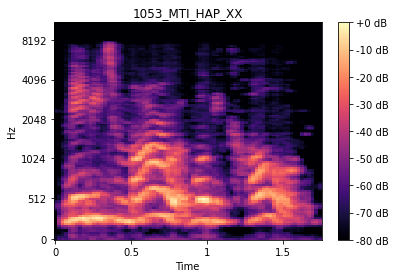 1053_MTI_HAP_XX
+0 dB
8192
-10 dB
4096
-20 dB
-30 dB
2048
Hz
-40 dB
1024
-50 dB
512
-60 dB
-70 dB
0
-80 dB
0 0.5 1 1.5
Time